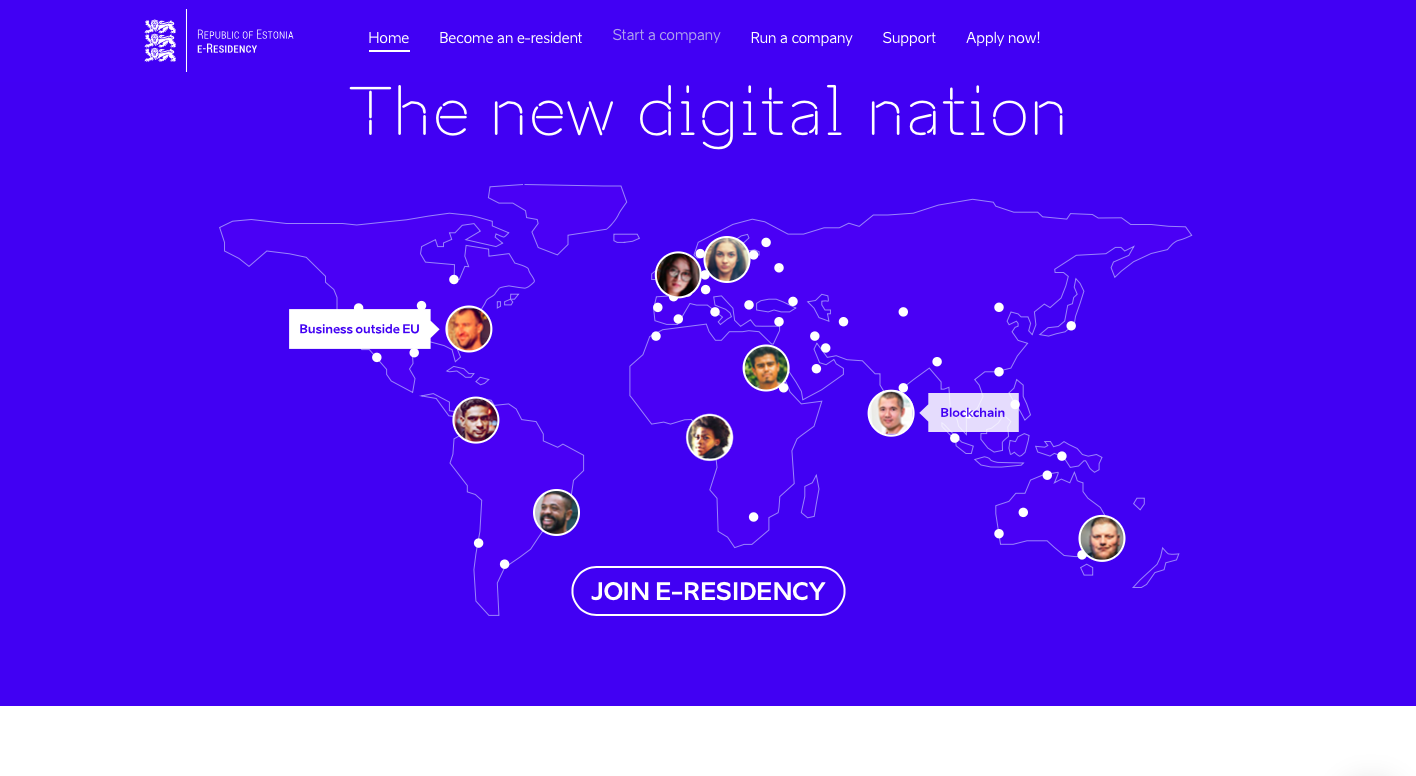 Republic of Estonia
e-Residency
Home
Become an e-resident
Start a company
Run a company
Support
Apply now!
The new digital nation
Business outside EU
Blockchain
JOIN E-RESIDENCY